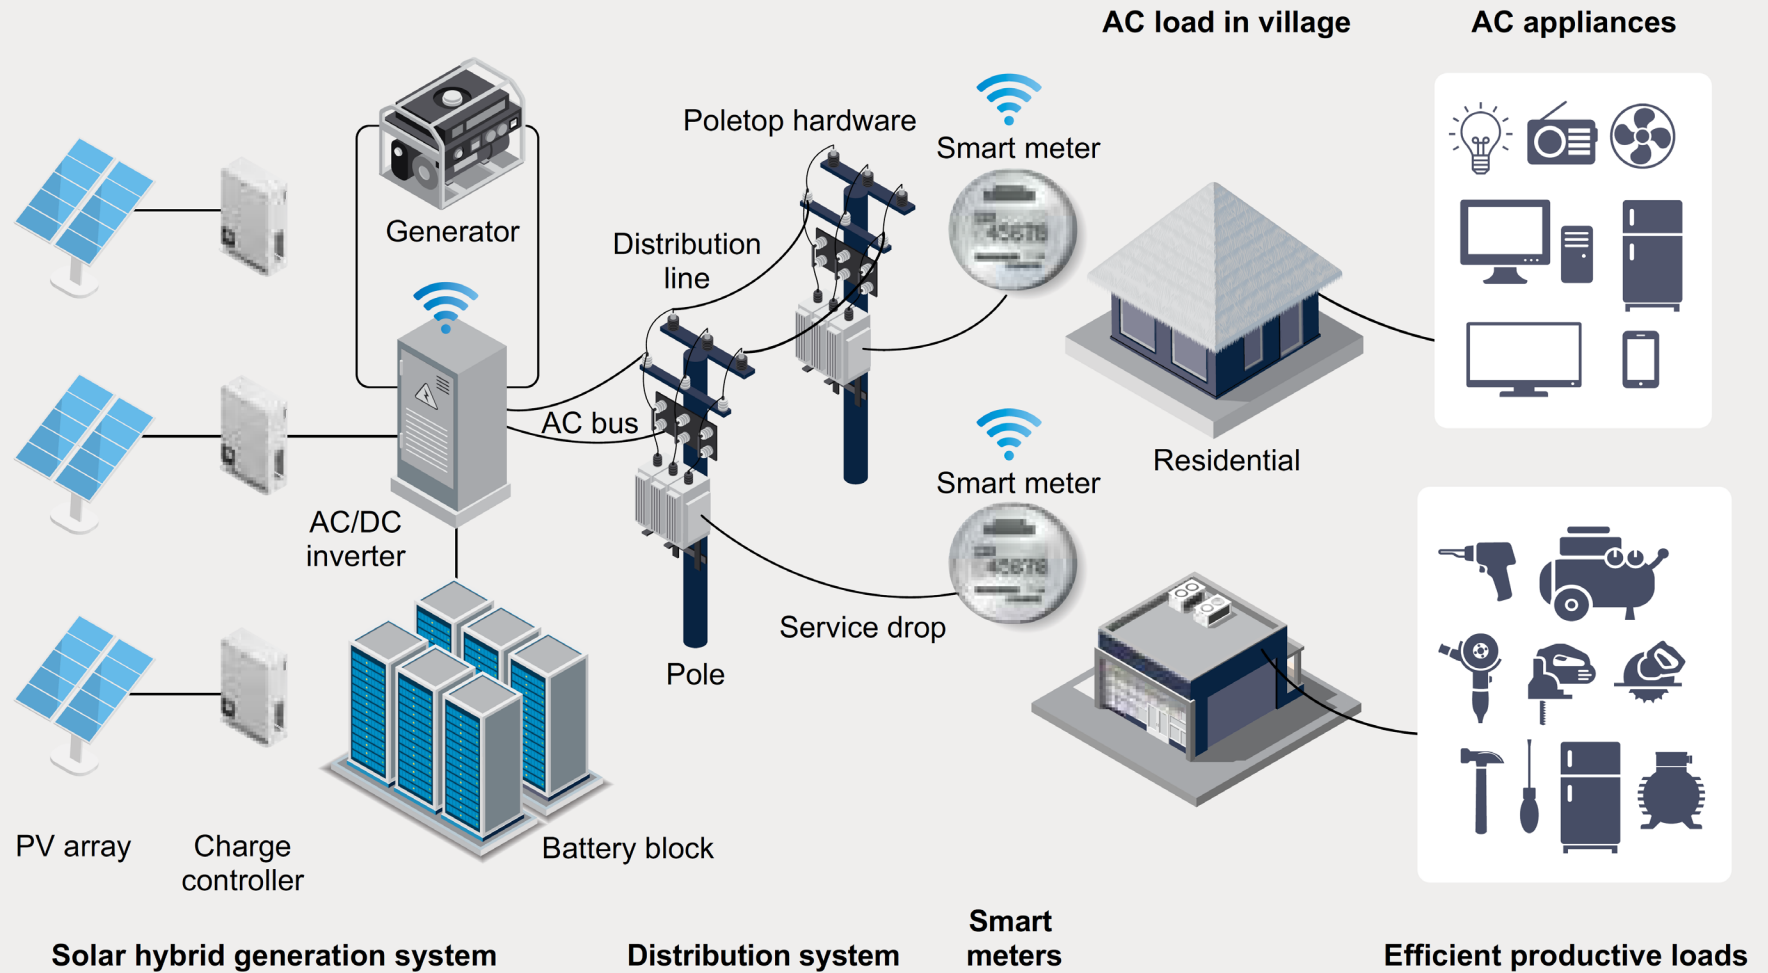 AC load in village
AC appliances
Poletop hardware
Smart meter
Generator
Distribution
line
45678
AC bus
Smart meter
Residential
AC/DC
inverter
45678
Service drop
Pole
PV array
Charge
controller
Battery block
Smart
meters
Solar hybrid generation system
Distribution system
Efficient productive loads